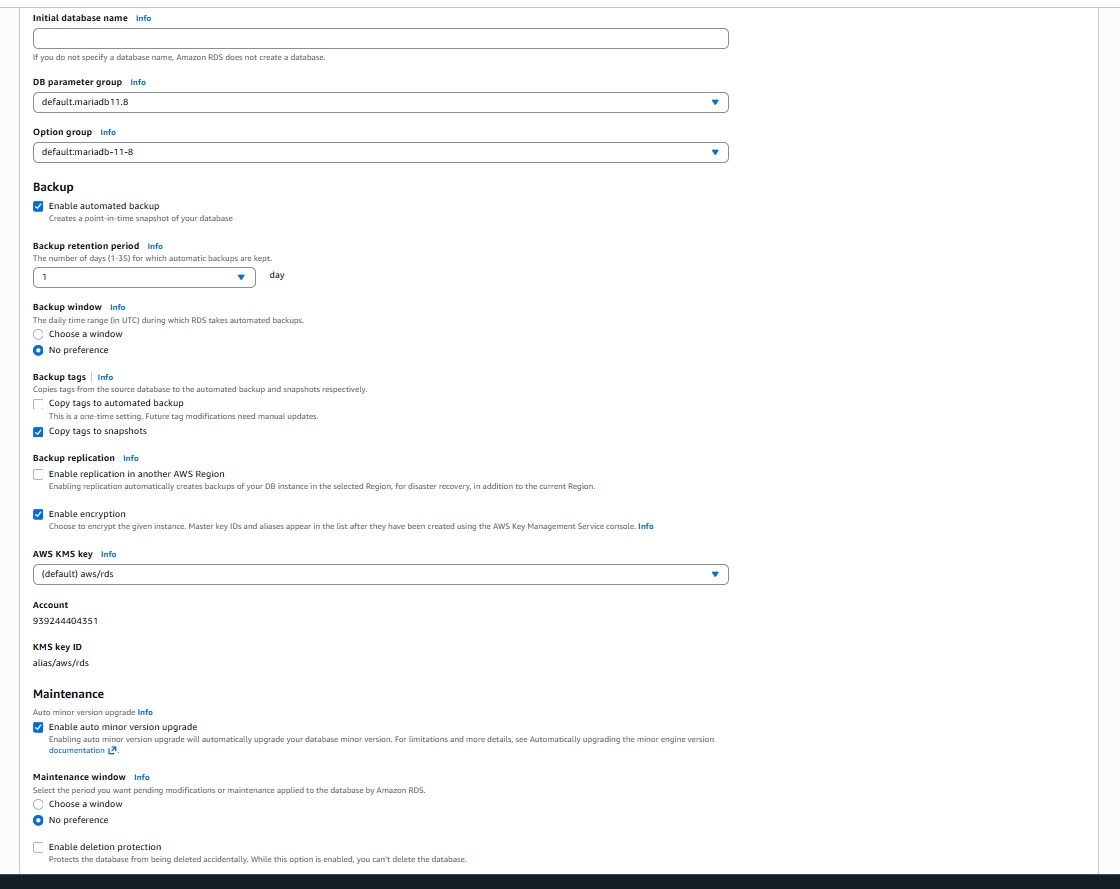 Initial database name Info
If you do not specify a database name, Amazon RDS does not create a database.
DB parameter group Info
default.mariadb11.8
Option group Info
default:mariadb-11-8
Backup
Enable automated backup
Creates a point-in-time snapshot of your database
Backup retention period Info
The number of days (1-35) for which automatic backups are kept.
1 day
Backup window Info
The daily time range (in UTC) during which RDS takes automated backups.
Choose a window
No preference
Backup tags | Info
Copies tags from the source database to the automated backup and snapshots respectively.
Copy tags to automated backup
This is a one-time setting. Future tag modifications need manual updates.
Copy tags to snapshots
Backup replication Info
Enable replication in another AWS Region
Enabling replication automatically creates backups of your DB instance in the selected Region, for disaster recovery, in addition to the current Region.
Enable encryption
Choose to encrypt the given instance. Master key IDs and aliases appear in the list after they have been created using the AWS Key Management Service console. Info
AWS KMS key Info
(default) aws/rds
Account
939244404351
KMS key ID
alias/aws/rds
Maintenance
Auto minor version upgrade Info
Enable auto minor version upgrade
Enabling auto minor version upgrade will automatically upgrade your database minor version. For limitations and more details, see Automatically upgrading the minor engine version
documentation.
Maintenance window Info
Select the period you want pending modifications or maintenance applied to the database by Amazon RDS.
Choose a window
No preference
Enable deletion protection
Protects the database from being deleted accidentally. While this option is enabled, you can't delete the database.